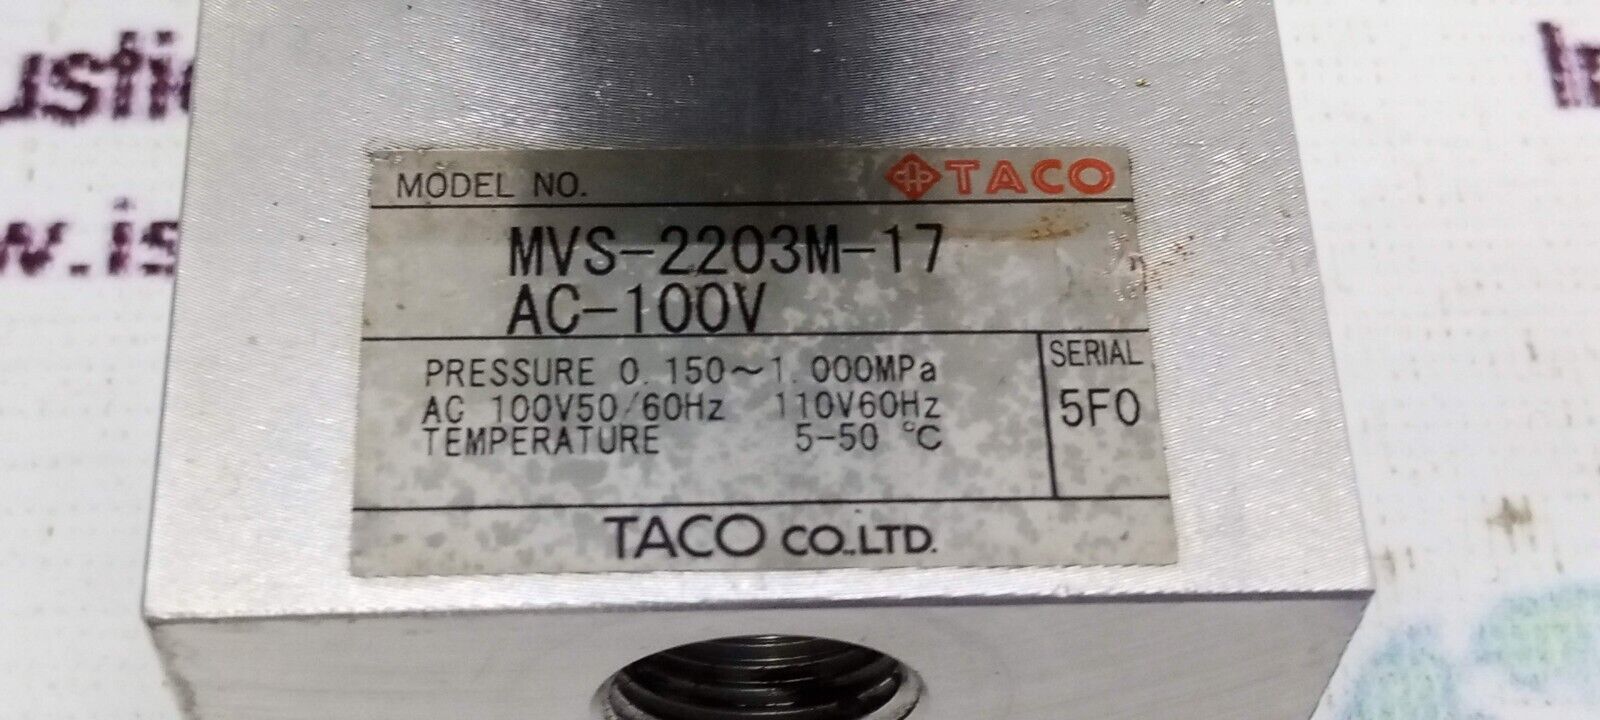 MODEL NO. TACO
MVS-2203M-17
AC-100V
PRESSURE 0.150~1.000MPa
AC 100V50/60Hz 110V60Hz
TEMPERATURE 5-50 °C
SERIAL
5F0
TACO CO.,LTD.